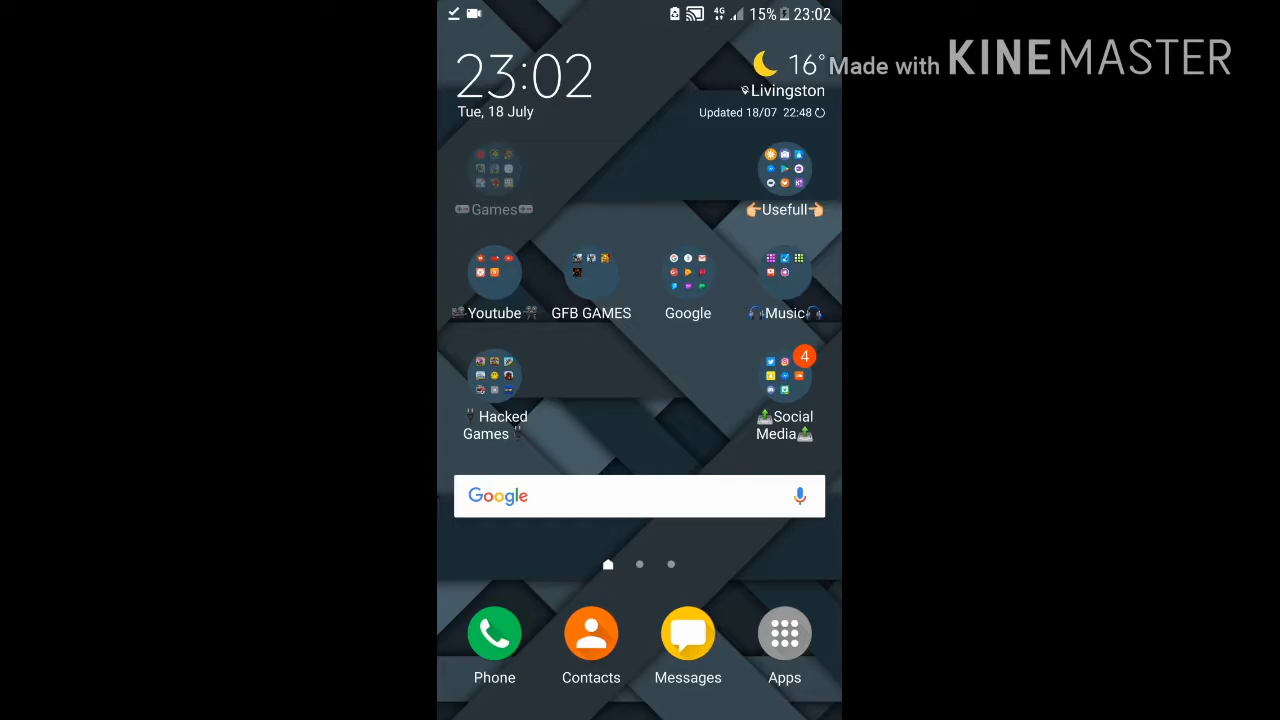 4G 15% 23:02
Made with KINEMASTER
23:02
Tue, 18 July
16°
Livingston
Updated 18/07 22:48
Games
Usefull
Youtube
GFB GAMES
Google
Music
4
Hacked
Games
Social
Media
Google
Phone
Contacts
Messages
Apps